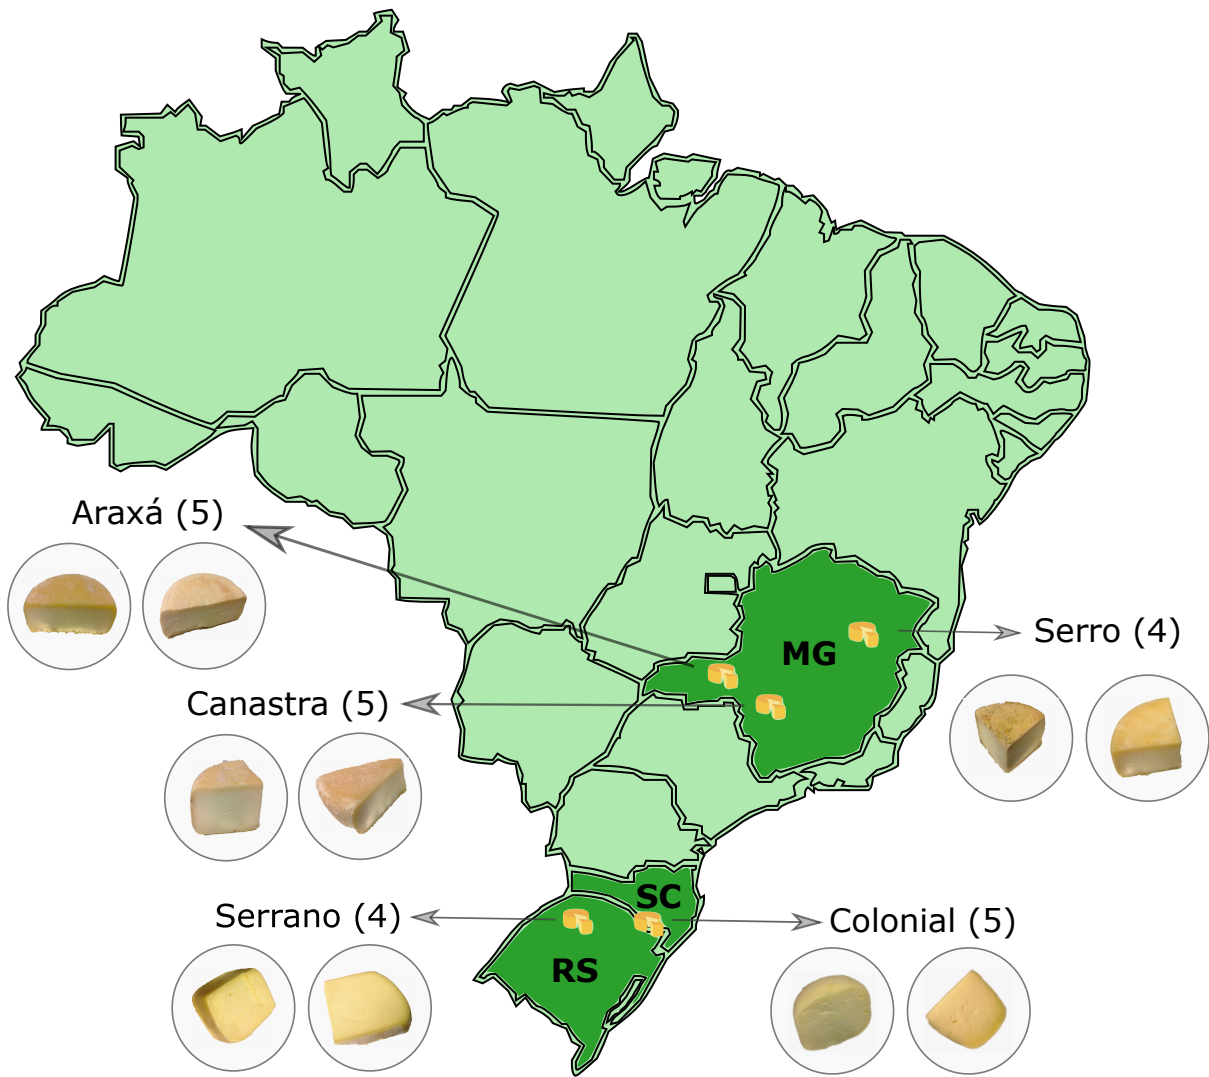 Araxá (5)
Serro (4)
MG
Canastra (5)
SC
Serrano (4)
Colonial (5)
RS